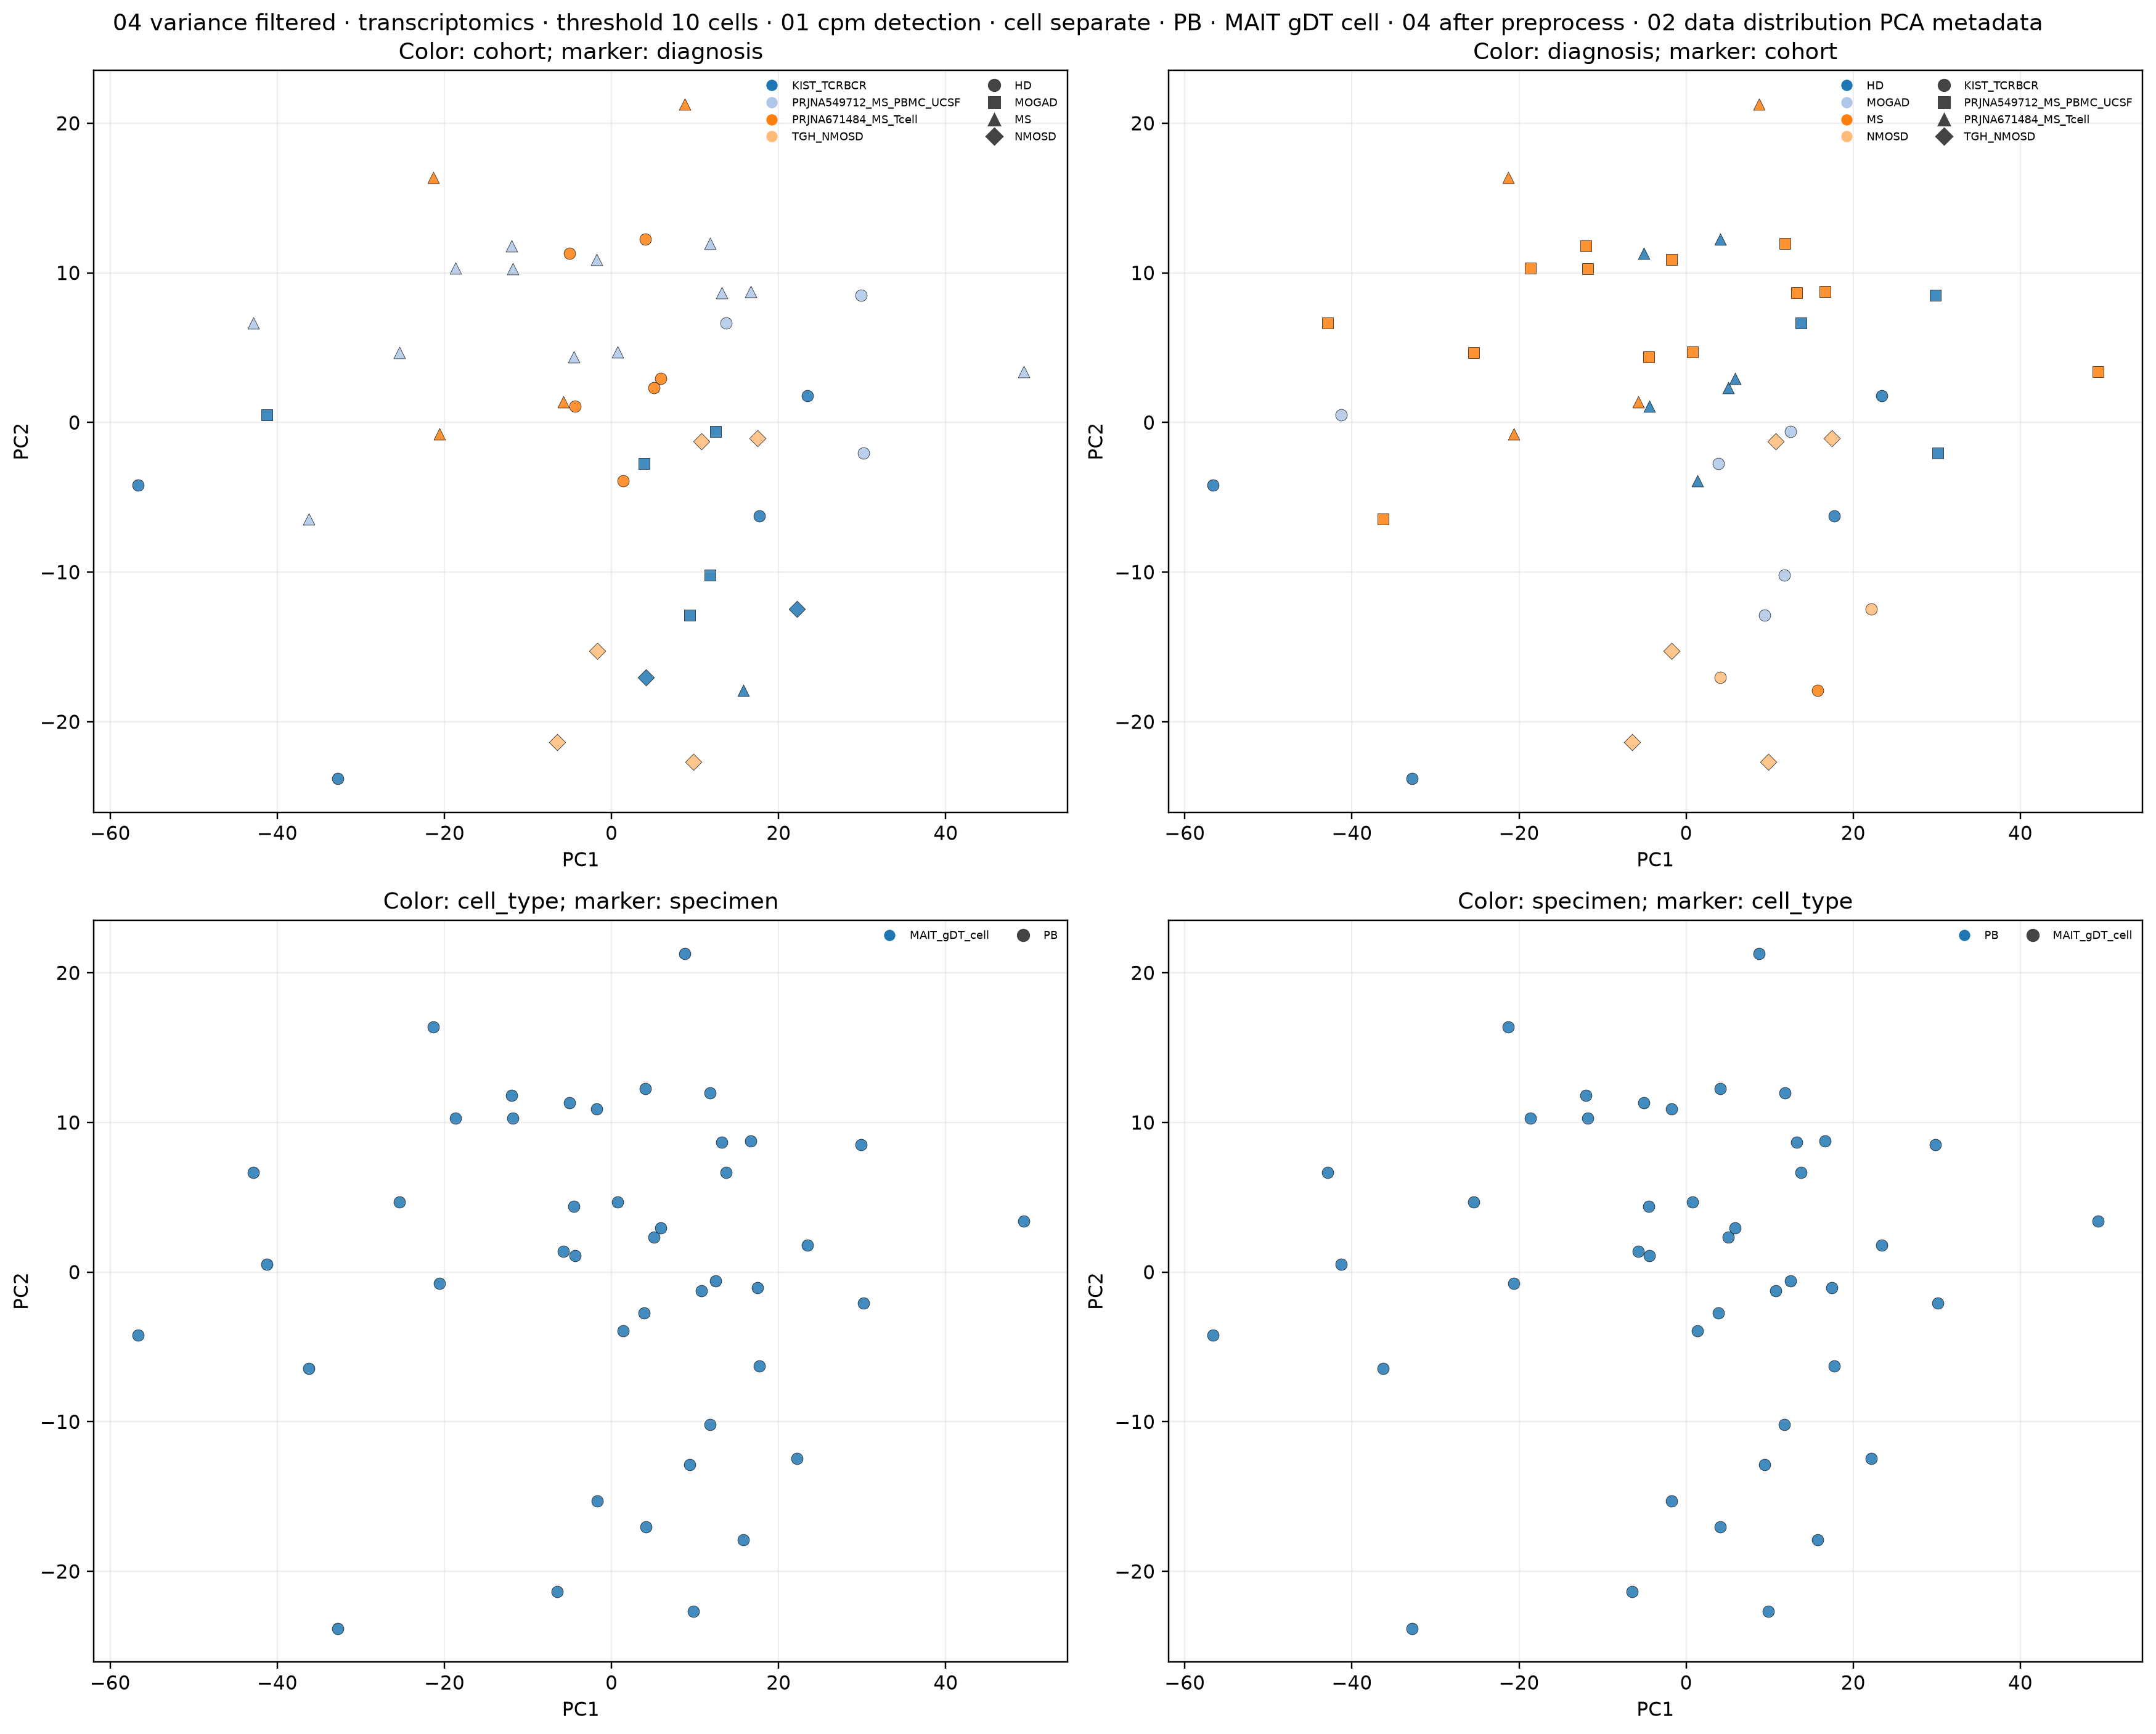 04 variance filtered · transcriptomics · threshold 10 cells · 01 cpm detection · cell separate · PB · MAIT gDT cell · 04 after preprocess · 02 data distribution PCA metadata
Color: cohort; marker: diagnosis
KIST_TCRBCR
PRJNA549712_MS_PBMC_UCSF
PRJNA671484_MS_Tcell
TGH_NMOSD
HD
MOGAD
MS
NMOSD
20
10
0
−10
−20
PC2
−60
−40
−20
0
20
40
PC1
Color: diagnosis; marker: cohort
HD
MOGAD
MS
NMOSD
KIST_TCRBCR
PRJNA549712_MS_PBMC_UCSF
PRJNA671484_MS_Tcell
TGH_NMOSD
20
10
0
−10
−20
PC2
−60
−40
−20
0
20
40
PC1
Color: cell_type; marker: specimen
MAIT_gDT_cell
PB
20
10
0
−10
−20
PC2
−60
−40
−20
0
20
40
PC1
Color: specimen; marker: cell_type
PB
MAIT_gDT_cell
20
10
0
−10
−20
PC2
−60
−40
−20
0
20
40
PC1